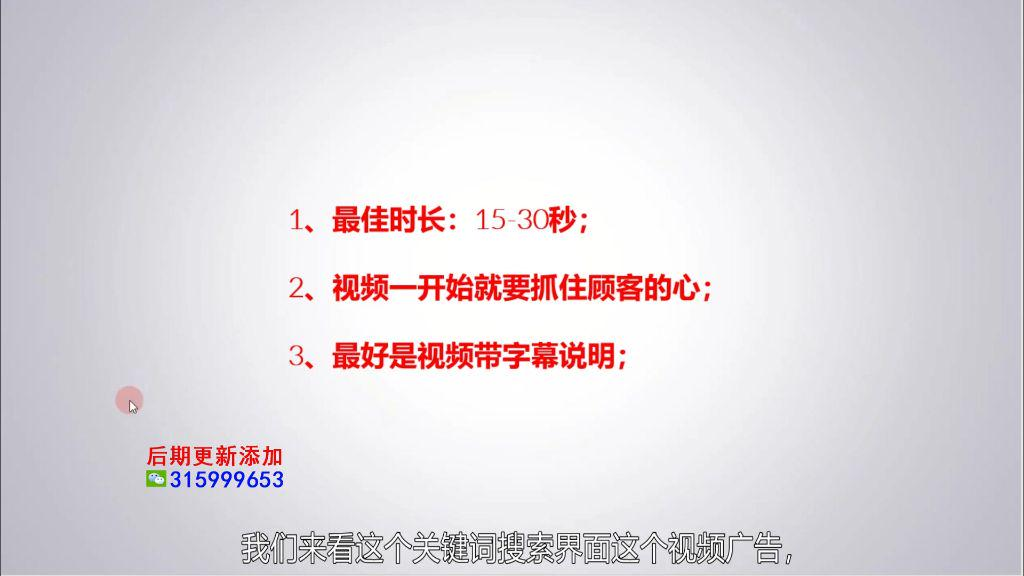 1、最佳时长：15-30秒；
2、视频一开始就要抓住顾客的心；
3、最好是视频带字幕说明；
后期更新添加
315999653
我们来看这个关键词搜索界面这个视频广告，